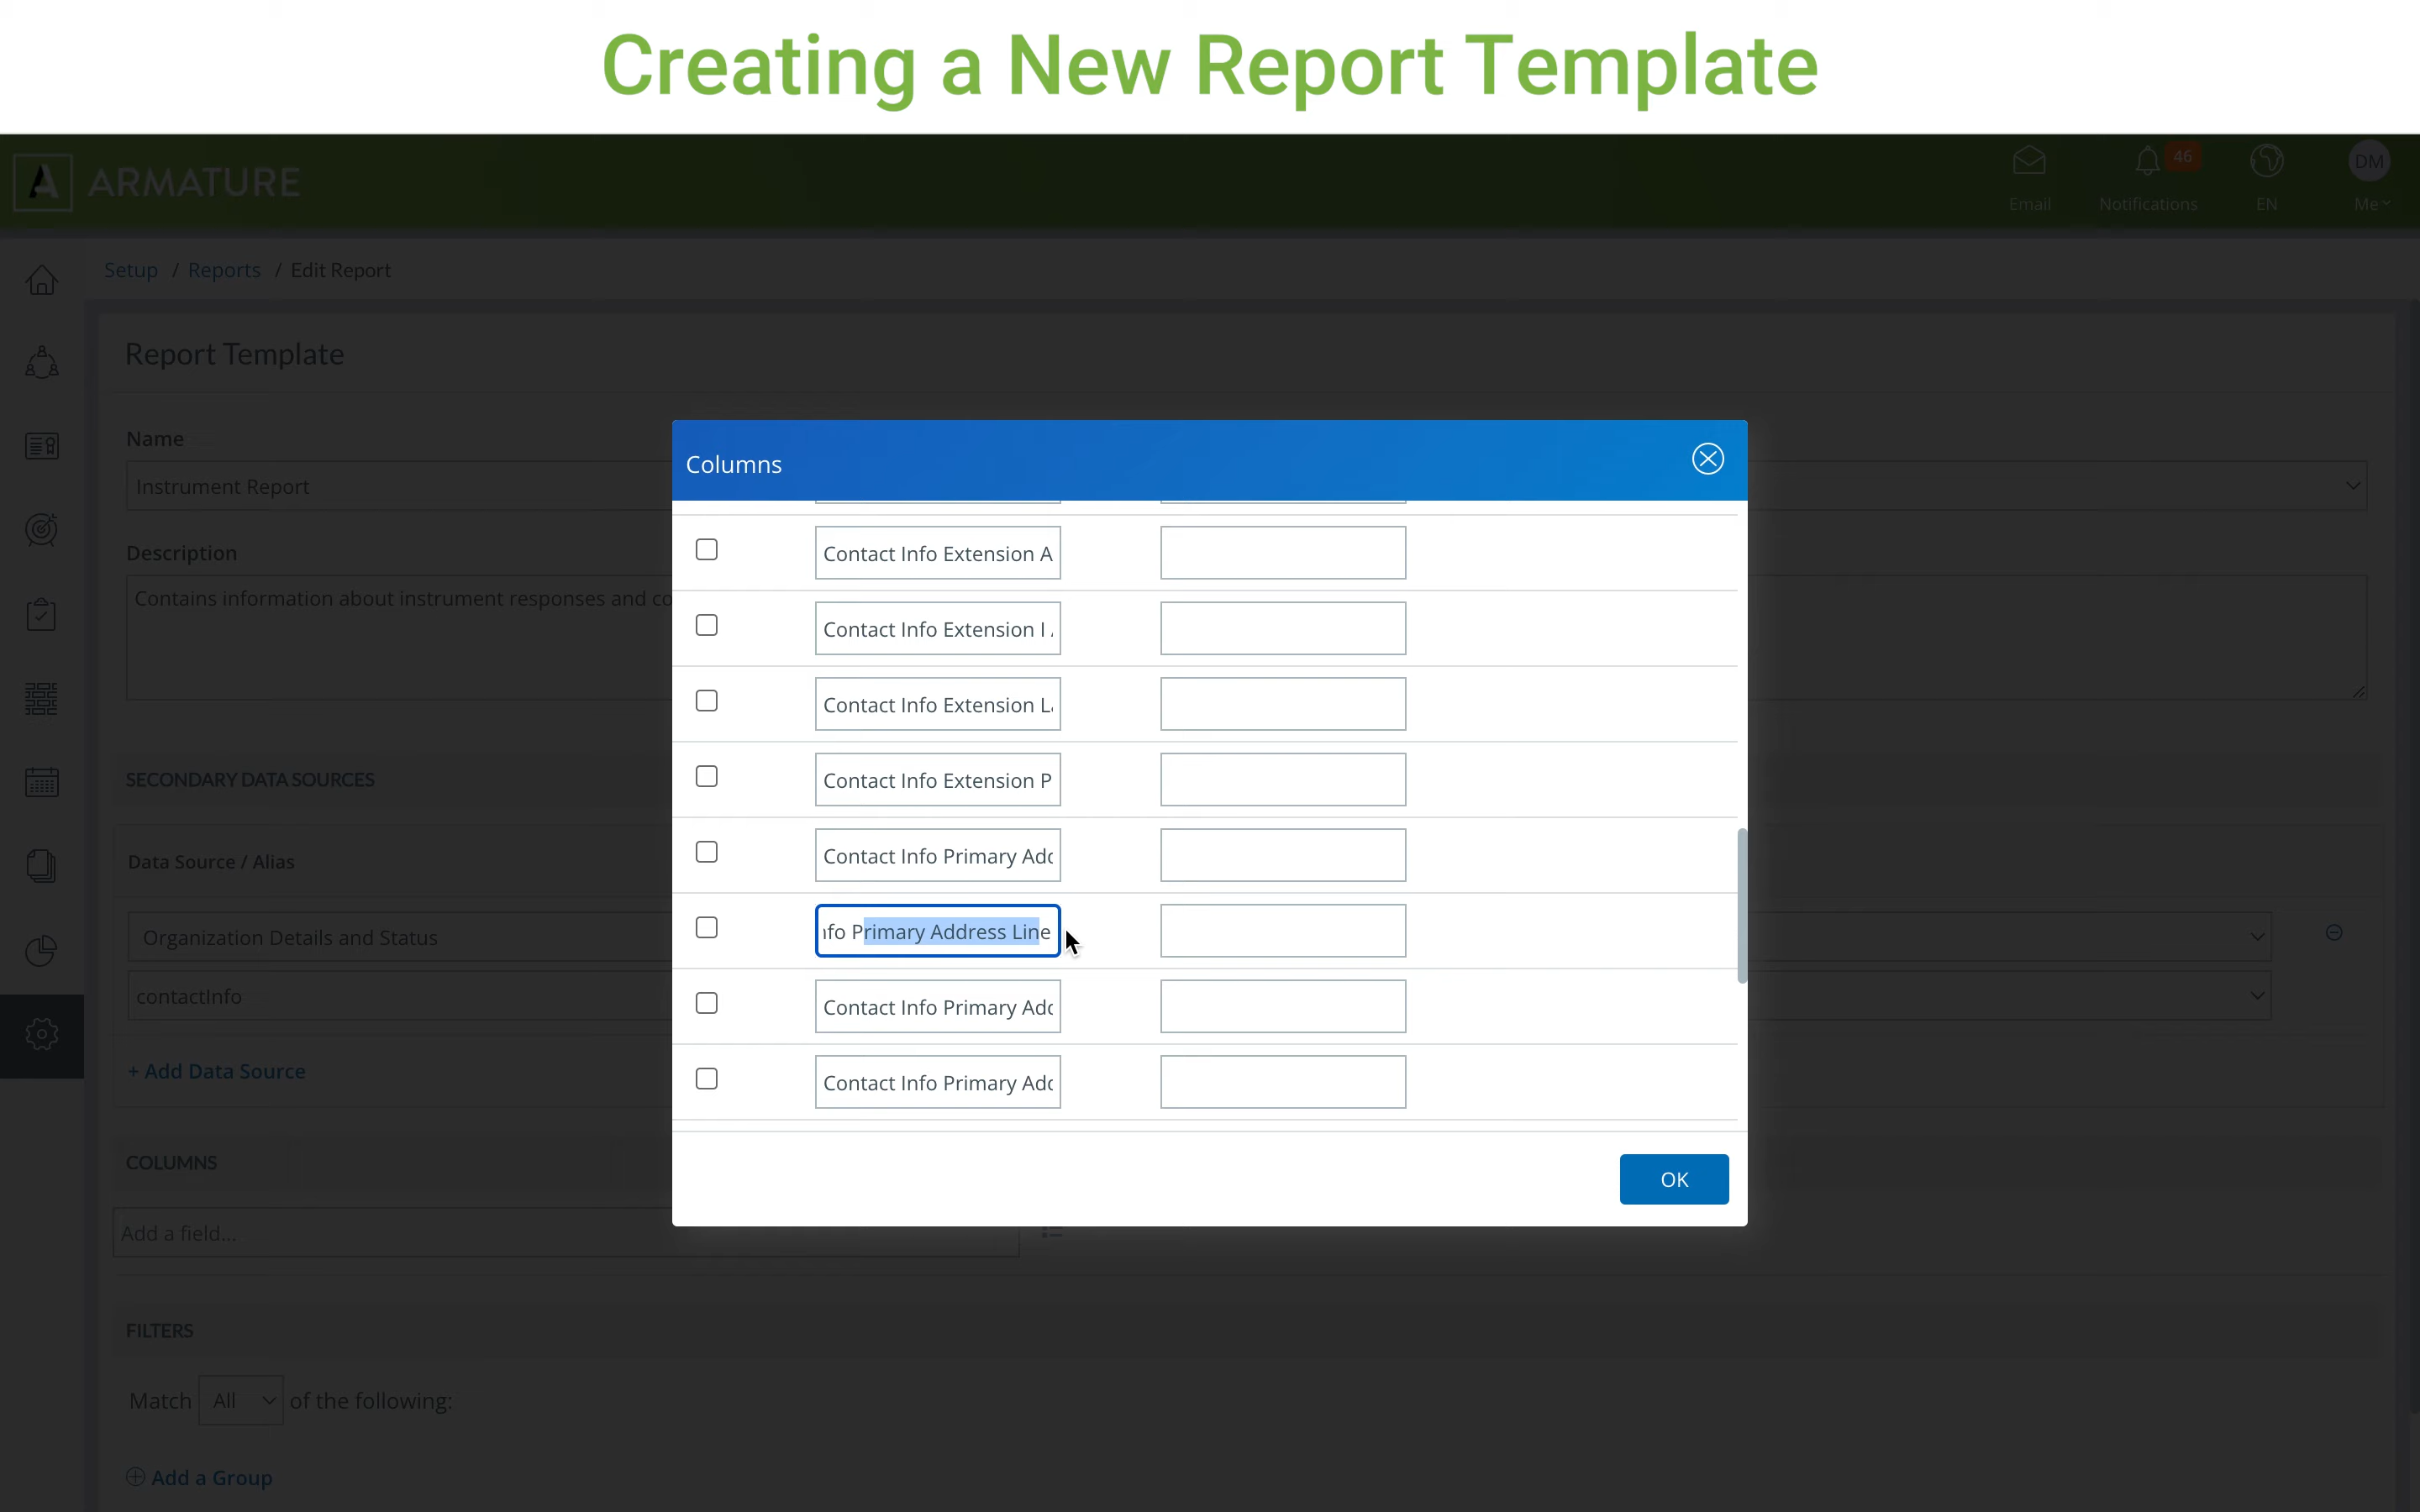 Creating a New Report Template
A ARMATURE
46
DM
Email
Notifications
EN
Me
Setup / Reports / Edit Report
Report Template
Name
Instrument Report
Description
Contains information about instrument responses and co
SECONDARY DATA SOURCES
Data Source / Alias
Organization Details and Status
contactInfo
+ Add Data Source
COLUMNS
Add a field...
FILTERS
Match All of the following:
Add a Group
Columns
Contact Info Extension A
Contact Info Extension I
Contact Info Extension L
Contact Info Extension P
Contact Info Primary Add
nfo Primary Address Line
Contact Info Primary Add
Contact Info Primary Add
OK